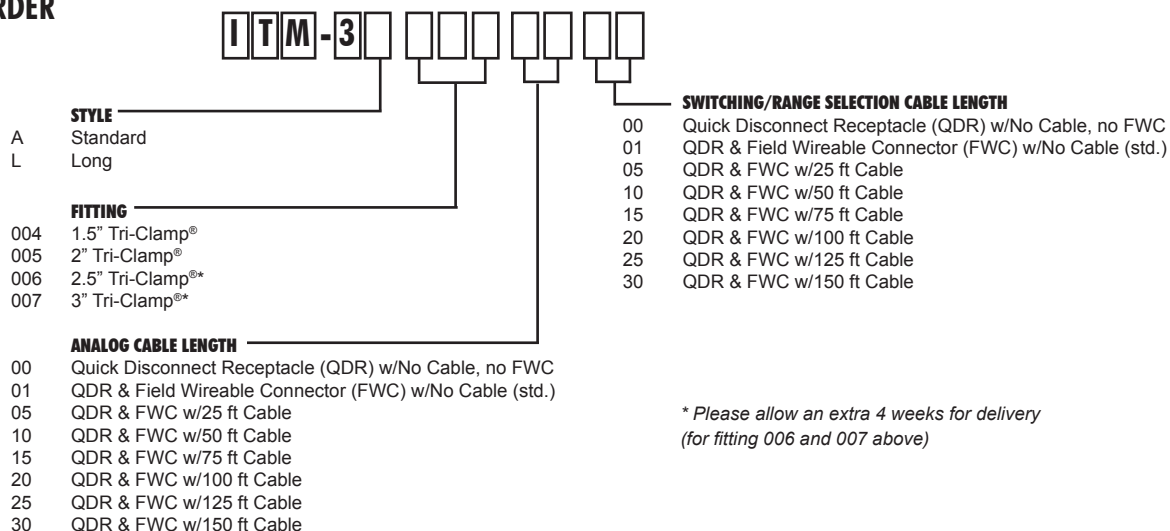 ITM-3
STYLE
A Standard
L Long
FITTING
004 1.5” Tri-Clamp®
005 2” Tri-Clamp®
006 2.5” Tri-Clamp®*
007 3” Tri-Clamp®*
ANALOG CABLE LENGTH
00 Quick Disconnect Receptacle (QDR) w/No Cable, no FWC
01 QDR & Field Wireable Connector (FWC) w/No Cable (std.)
05 QDR & FWC w/25 ft Cable
10 QDR & FWC w/50 ft Cable
15 QDR & FWC w/75 ft Cable
20 QDR & FWC w/100 ft Cable
25 QDR & FWC w/125 ft Cable
30 QDR & FWC w/150 ft Cable
SWITCHING/RANGE SELECTION CABLE LENGTH
00 Quick Disconnect Receptacle (QDR) w/No Cable, no FWC
01 QDR & Field Wireable Connector (FWC) w/No Cable (std.)
05 QDR & FWC w/25 ft Cable
10 QDR & FWC w/50 ft Cable
15 QDR & FWC w/75 ft Cable
20 QDR & FWC w/100 ft Cable
25 QDR & FWC w/125 ft Cable
30 QDR & FWC w/150 ft Cable
* Please allow an extra 4 weeks for delivery
(for fitting 006 and 007 above)